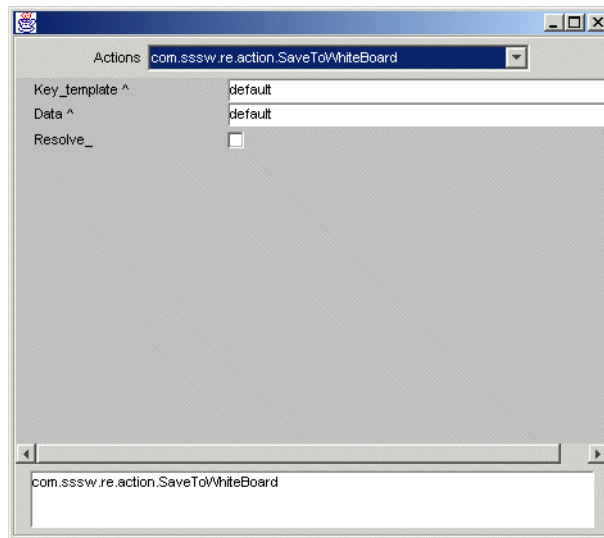 Actions com.sssw.re.action.SaveToWhiteBoard
Key_template ^ default
Data ^ default
Resolve_
com.sssw.re.action.SaveToWhiteBoard